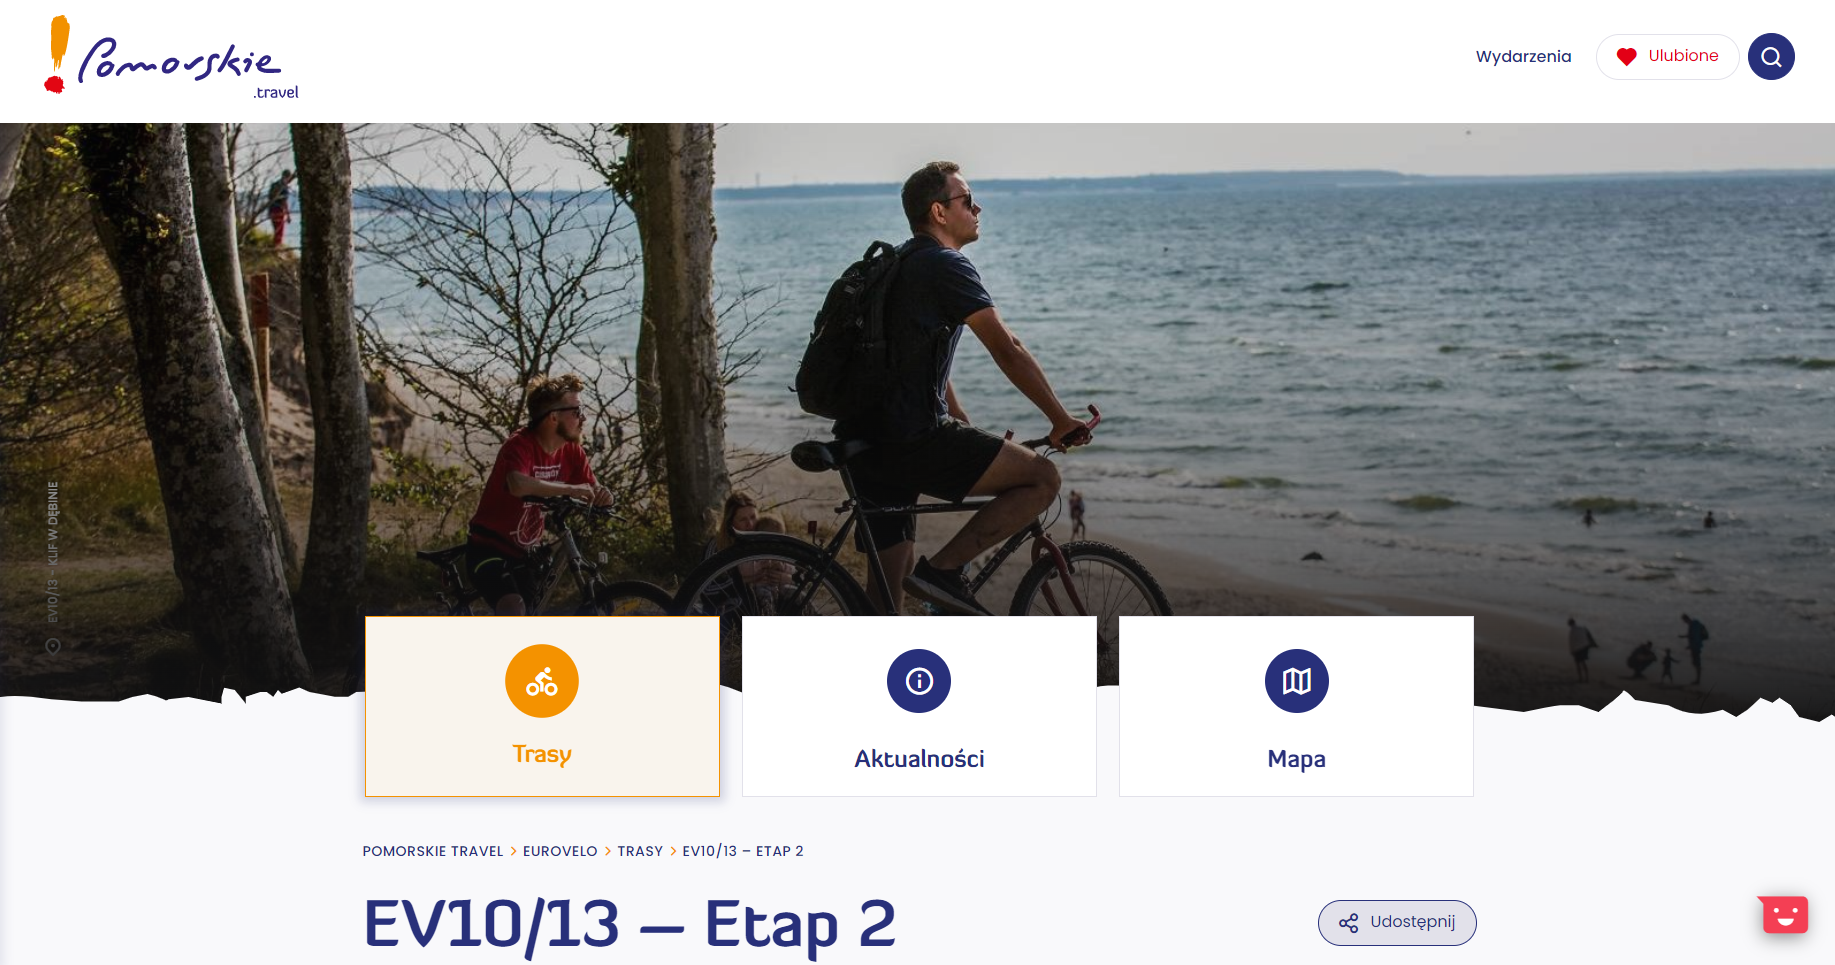 Pomorskie
.travel
Wydarzenia
Ulubione
EV10/13 - KLIF W DĘBINIE
Trasy
Aktualności
Mapa
POMORSKIE TRAVEL > EUROVELO > TRASY > EV10/13 – ETAP 2
EV10/13 – Etap 2
Udostępnij